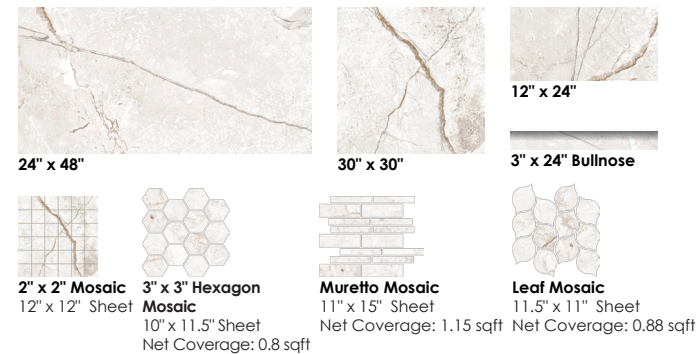 24" x 48"
30" x 30"
12" x 24"
3" x 24" Bullnose
2" x 2" Mosaic
12" x 12" Sheet
3" x 3" Hexagon
Mosaic
10" x 11.5" Sheet
Net Coverage: 0.8 sqft
Muretto Mosaic
11" x 15" Sheet
Net Coverage: 1.15 sqft
Leaf Mosaic
11.5" x 11" Sheet
Net Coverage: 0.88 sqft